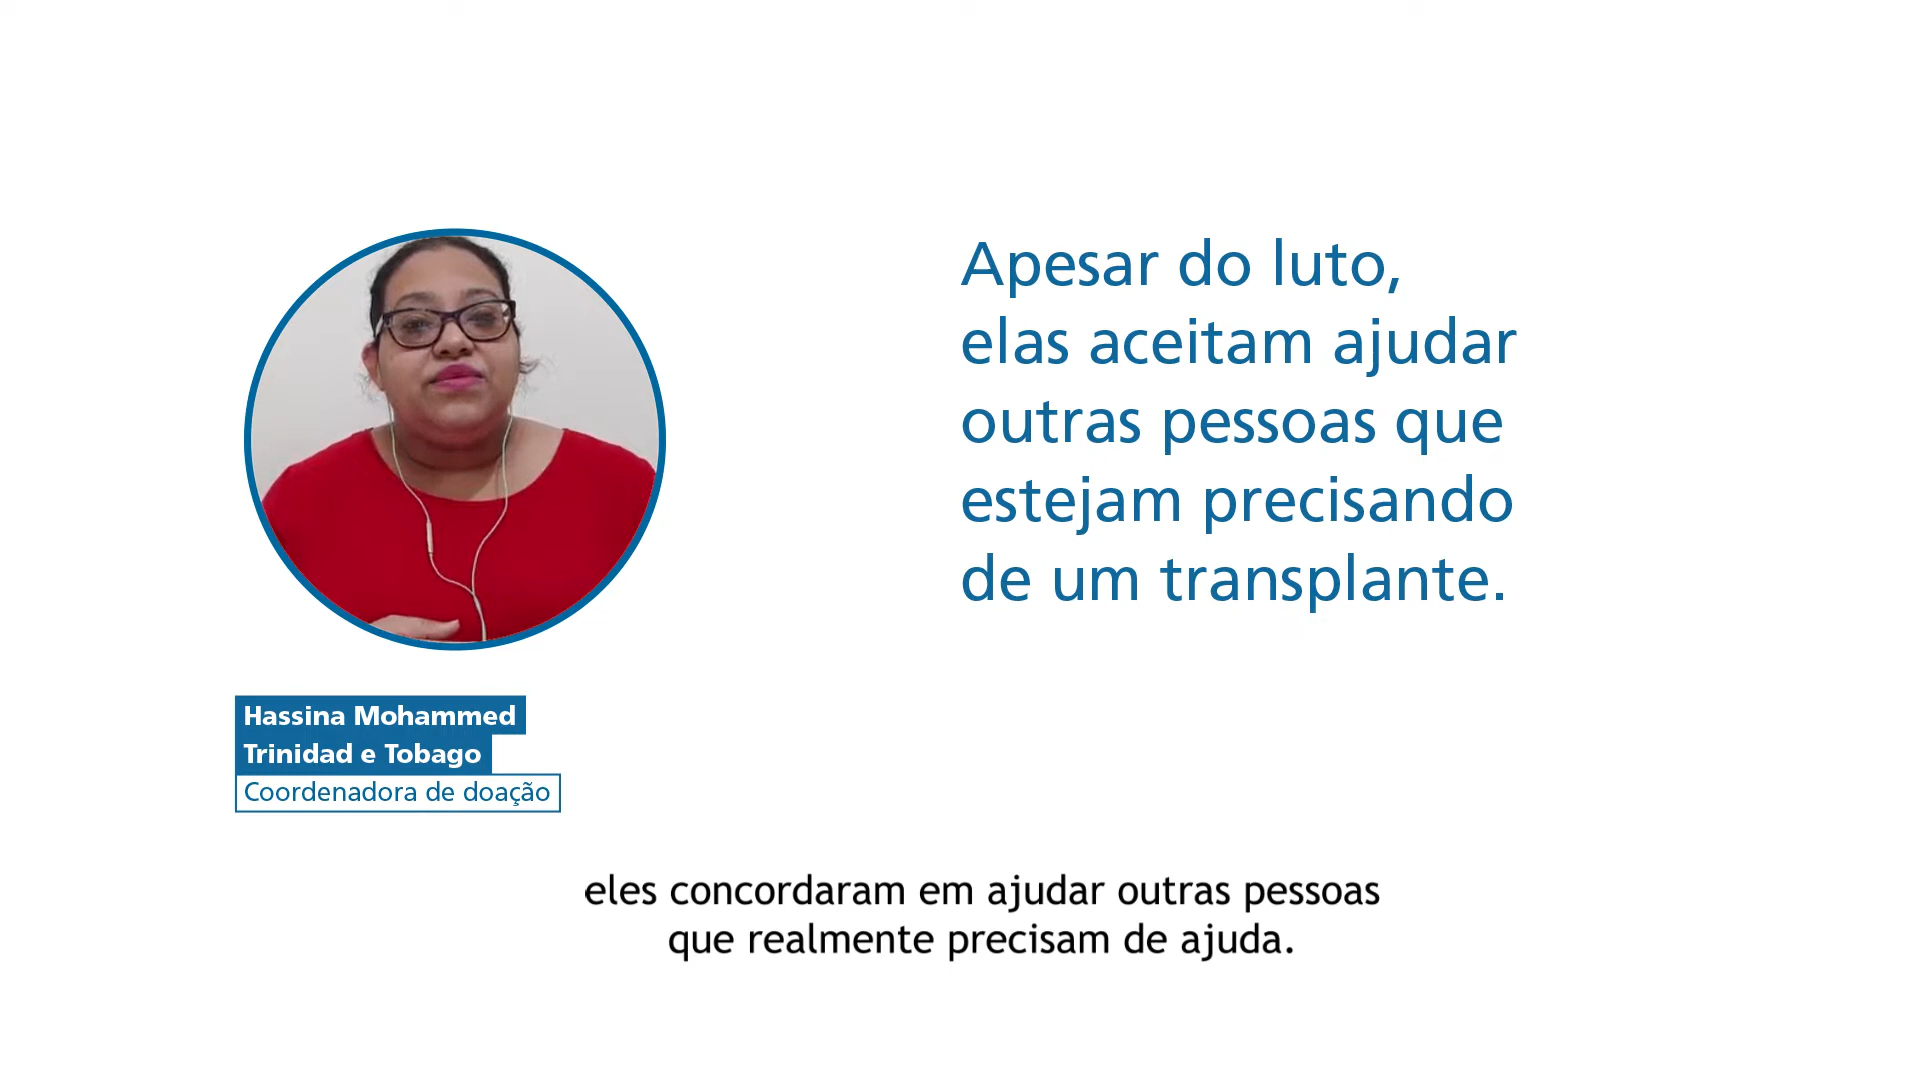 Apesar do luto,
elas aceitam ajudar
outras pessoas que
estejam precisando
de um transplante.
Hassina Mohammed
Trinidad e Tobago
Coordenadora de doação
eles concordaram em ajudar outras pessoas
que realmente precisam de ajuda.